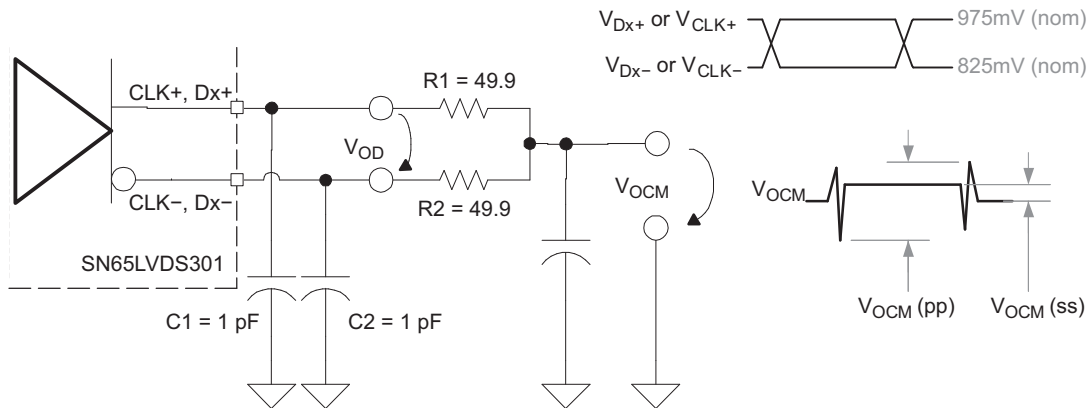 V_Dx+ or V_CLK+
975mV (nom)
V_Dx− or V_CLK−
825mV (nom)
CLK+, Dx+
R1 = 49.9
V_OD
CLK−, Dx−
R2 = 49.9
V_OCM
SN65LVDS301
C1 = 1 pF
C2 = 1 pF
V_OCM
V_OCM (pp)
V_OCM (ss)